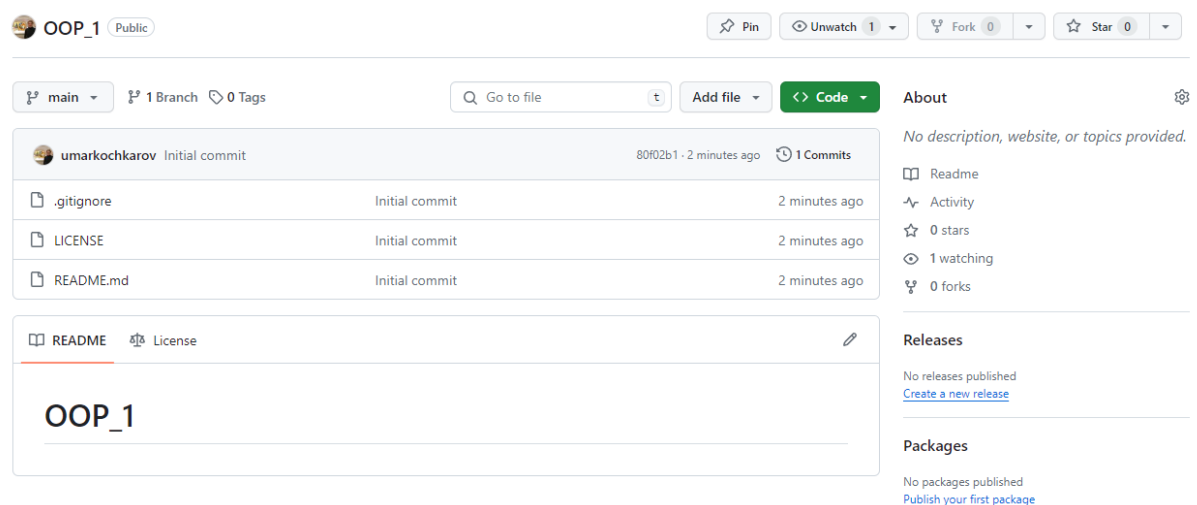 OOP_1 Public Pin Unwatch 1 Fork 0 Star 0
main 1 Branch 0 Tags Go to file t Add file Code
umarkochkarov Initial commit 80f02b1 · 2 minutes ago 1 Commits
.gitignore Initial commit 2 minutes ago
LICENSE Initial commit 2 minutes ago
README.md Initial commit 2 minutes ago
README License
OOP_1
About
No description, website, or topics provided.
Readme
Activity
0 stars
1 watching
0 forks
Releases
No releases published
Create a new release
Packages
No packages published
Publish your first package